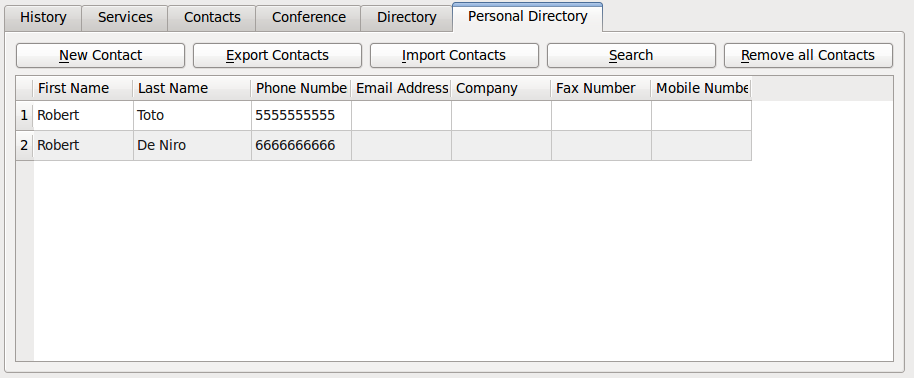 History Services Contacts Conference Directory Personal Directory
New Contact Export Contacts Import Contacts Search Remove all Contacts
First Name Last Name Phone Numbe Email Address Company Fax Number Mobile Numbe
1 Robert Toto 5555555555
2 Robert De Niro 6666666666